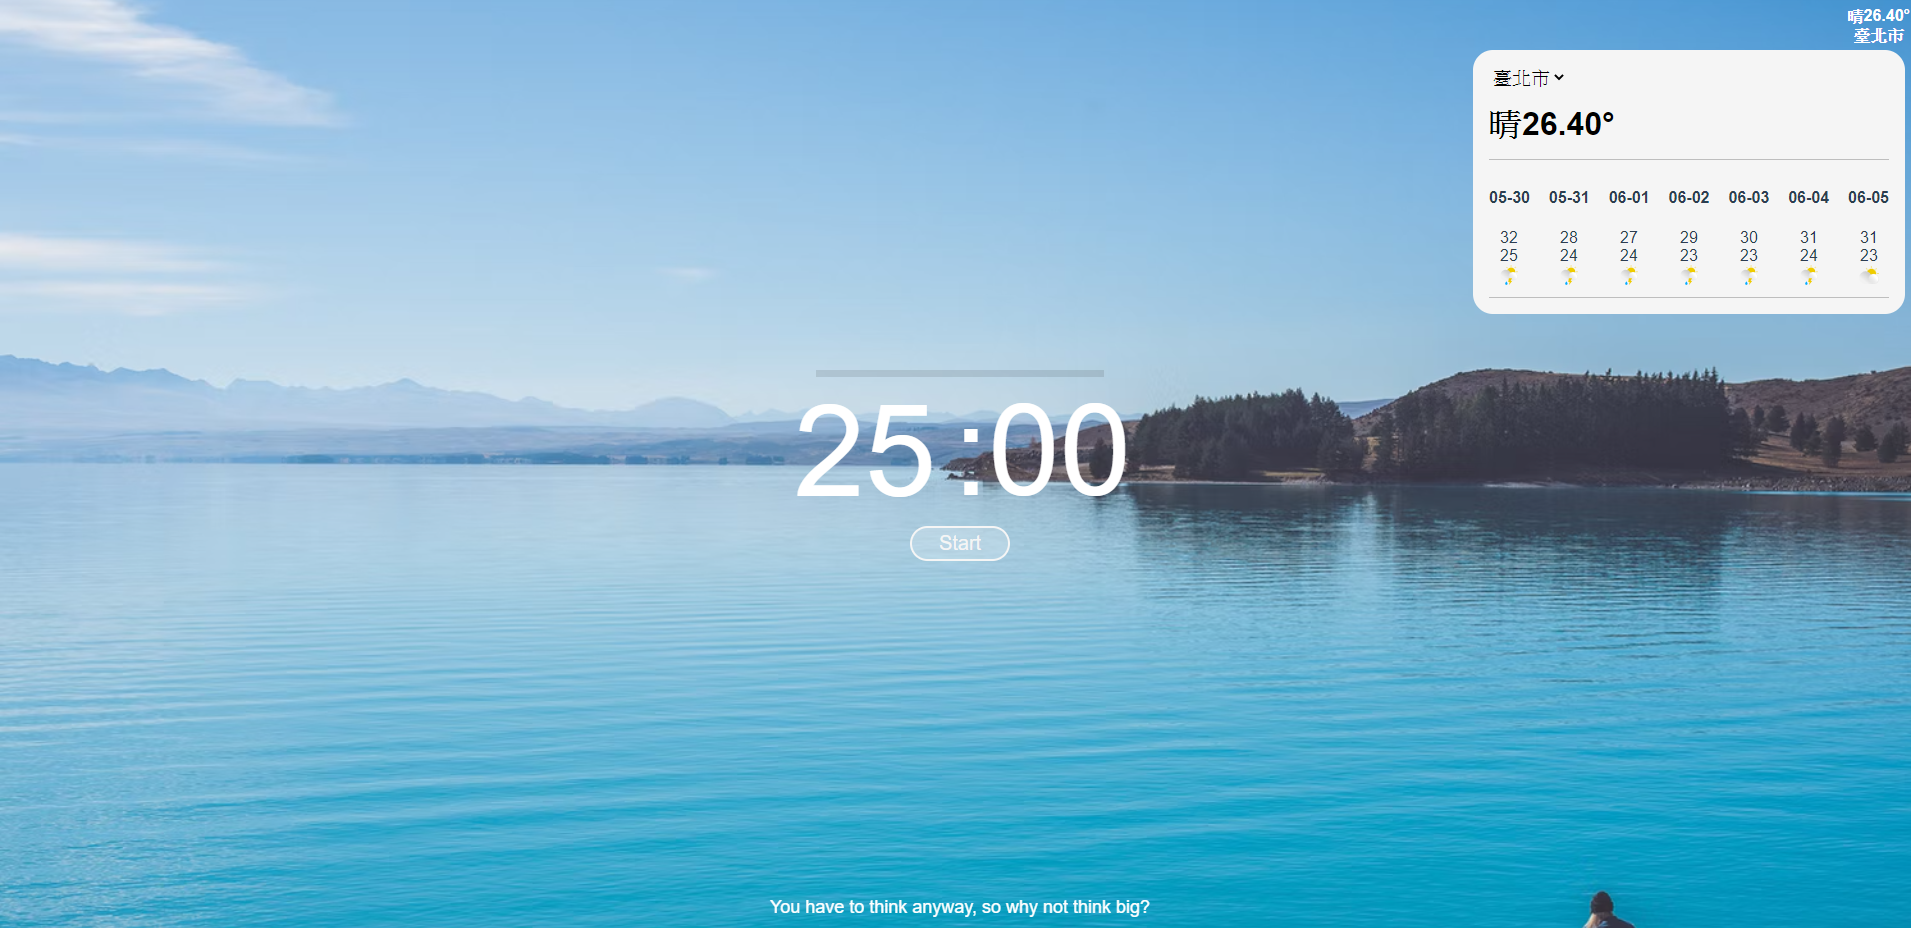 晴26.40°
臺北市
臺北市
晴26.40°
05-30 05-31 06-01 06-02 06-03 06-04 06-05
32 28 27 29 30 31 31
25 24 24 23 23 24 23
25:00
Start
You have to think anyway, so why not think big?